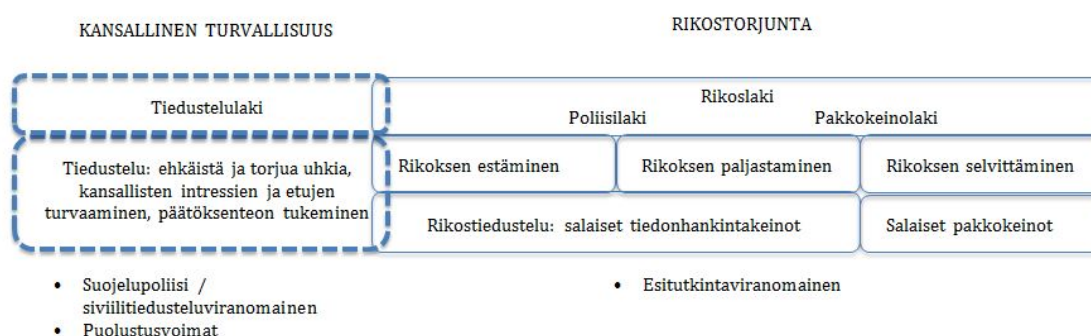 KANSALLINEN TURVALLISUUS
RIKOSTORJUNTA
Tiedustelulaki
Rikoslaki
Poliisilaki Pakkokeinolaki
Tiedustelu: ehkäistä ja torjua uhkia,
kansallisten intressien ja etujen
turvaaminen, päätöksenteon tukeminen
Rikoksen estäminen
Rikoksen paljastaminen
Rikoksen selvittäminen
Rikostiedustelu: salaiset tiedonhankintakeinot
Salaiset pakkokeinot
• Suojelupoliisi /
siviilitiedusteluviranomainen
• Puolustusvoimat
• Esitutkintaviranomainen